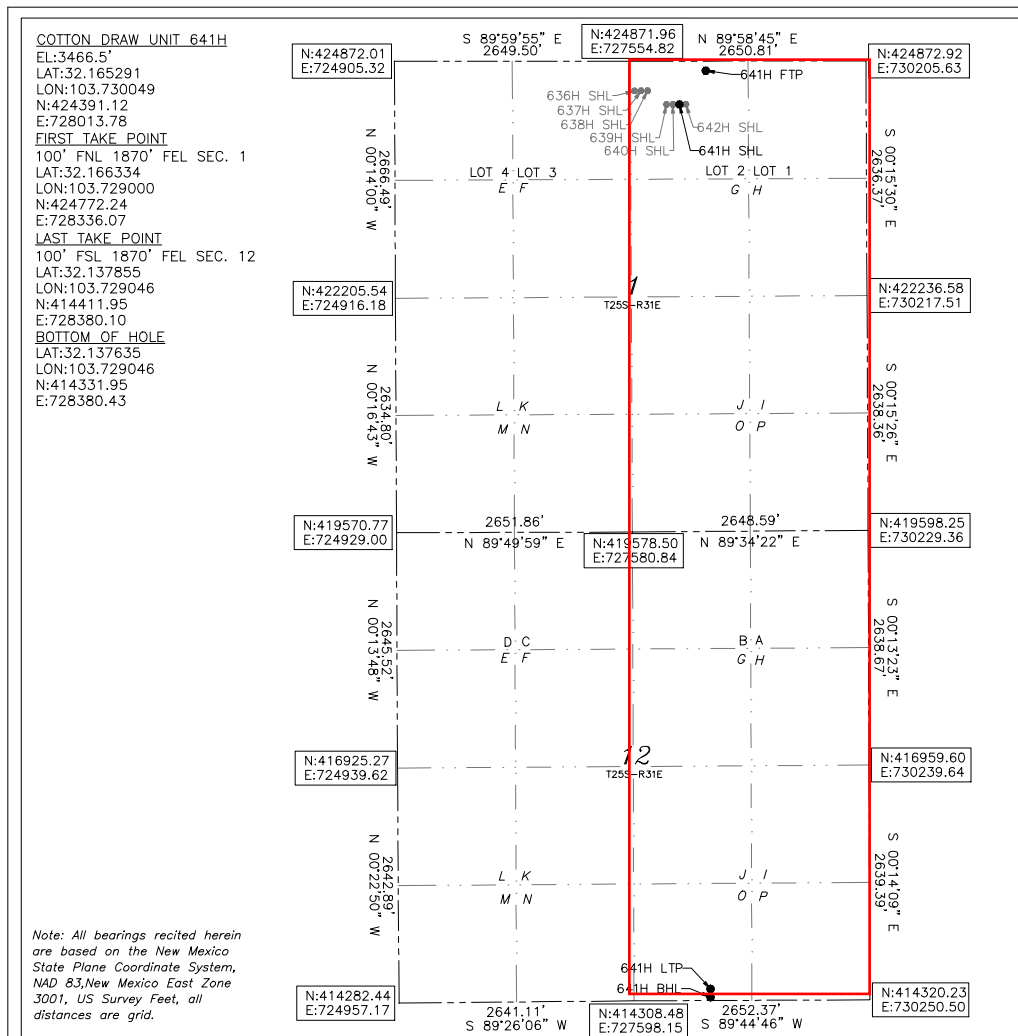 COTTON DRAW UNIT 641H
EL:3466.5'
LAT:32.165291
LON:103.730049
N:424391.12
E:728013.78
FIRST TAKE POINT
100' FNL 1870' FEL SEC. 1
LAT:32.166334
LON:103.729000
N:424772.24
E:728336.07
LAST TAKE POINT
100' FSL 1870' FEL SEC. 12
LAT:32.137855
LON:103.729046
N:414411.95
E:728380.10
BOTTOM OF HOLE
LAT:32.137635
LON:103.729046
N:414331.95
E:728380.43
S 89°59'55" E
2649.50'
N:424871.96
E:727554.82
N 89°58'45" E
2650.81'
N:424872.01
E:724905.32
N:424872.92
E:730205.63
641H FTP
636H SHL
637H SHL
638H SHL
639H SHL
640H SHL
642H SHL
641H SHL
N 00°14'00" W
2666.49'
S 00°15'30" E
2636.37'
LOT 4 LOT 3
E F
LOT 2 LOT 1
G H
1
T25S-R31E
N:422205.54
E:724916.18
N:422236.58
E:730217.51
N 00°16'43" W
2634.80'
S 00°15'26" E
2638.36'
L K
M N
J I
O P
N:419570.77
E:724929.00
2651.86'
N 89°49'59" E
N:419578.50
E:727580.84
2648.59'
N 89°34'22" E
N:419598.25
E:730229.36
N 00°13'48" W
2645.52'
S 00°13'23" E
2638.67'
D C
E F
B A
G H
12
T25S-R31E
N:416925.27
E:724939.62
N:416959.60
E:730239.64
N 00°22'50" W
2642.89'
S 00°14'09" E
2639.39'
L K
M N
J I
O P
641H LTP
641H BHL
N:414282.44
E:724957.17
2641.11'
S 89°26'06" W
N:414308.48
E:727598.15
2652.37'
S 89°44'46" W
N:414320.23
E:730250.50
Note: All bearings recited herein
are based on the New Mexico
State Plane Coordinate System,
NAD 83,New Mexico East Zone
3001, US Survey Feet, all
distances are grid.